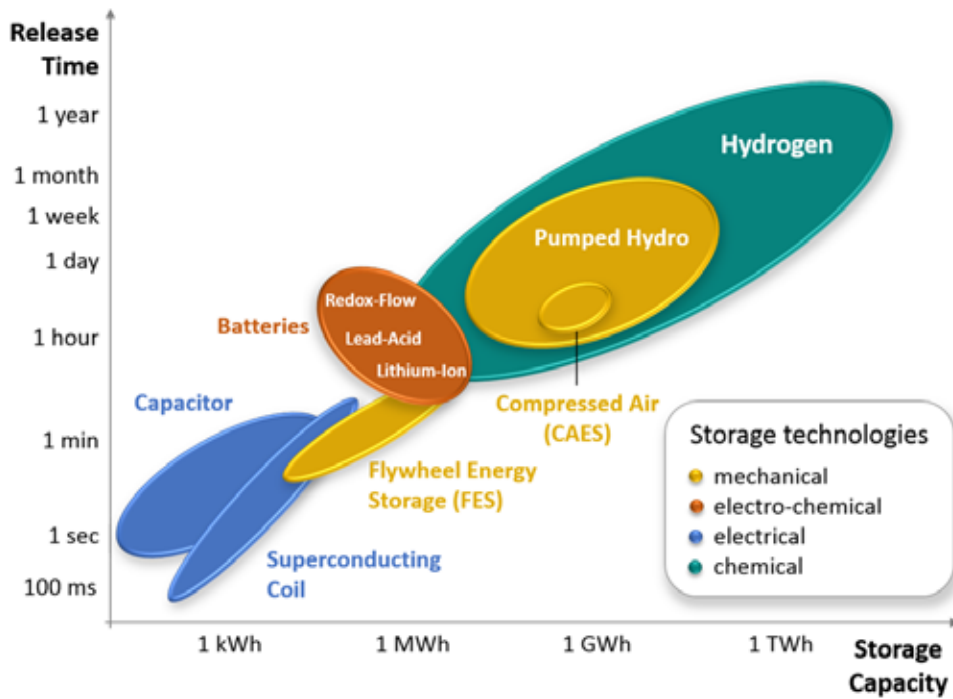 Release
Time
1 year
1 month
1 week
1 day
1 hour
1 min
1 sec
100 ms
Hydrogen
Pumped Hydro
Redox-Flow
Lead-Acid
Lithium-Ion
Batteries
Compressed Air
(CAES)
Capacitor
Flywheel Energy
Storage (FES)
Superconducting
Coil
Storage technologies
mechanical
electro-chemical
electrical
chemical
1 kWh
1 MWh
1 GWh
1 TWh
Storage
Capacity